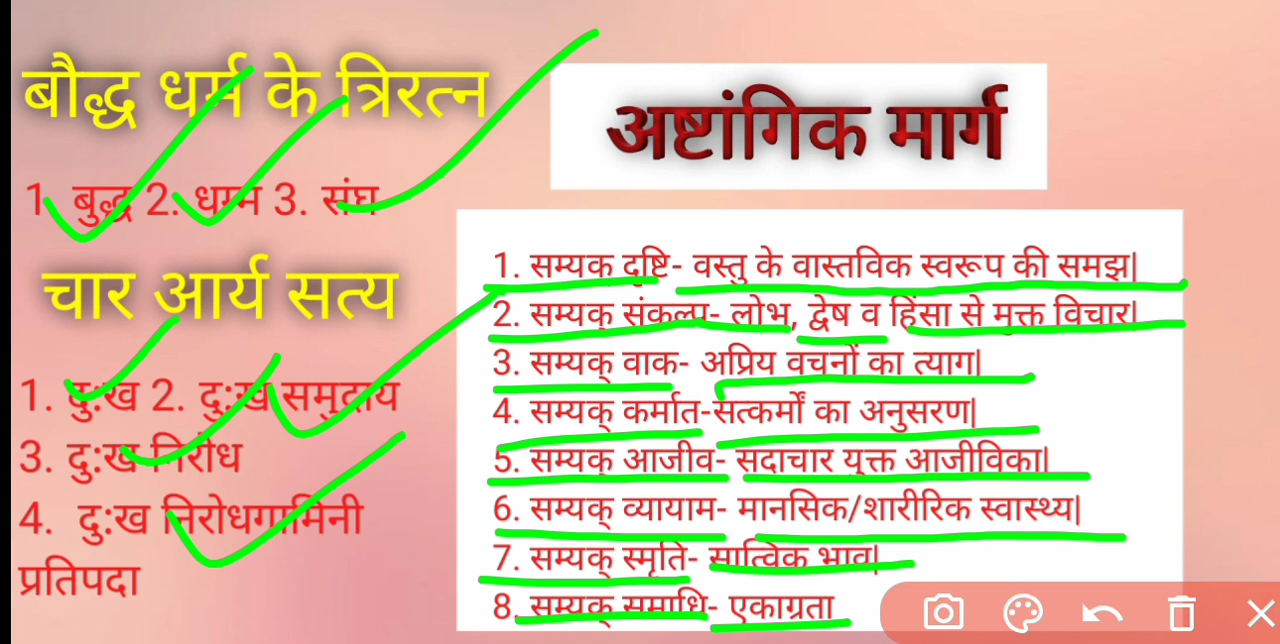 बौद्ध धर्म के त्रिरत्न
1. बुद्ध 2. धम्म 3. संघ
चार आर्य सत्य
1. दु:ख 2. दु:ख समुदाय
3. दु:ख निरोध
4. दु:ख निरोधगामिनी
प्रतिपदा
अष्टांगिक मार्ग
1. सम्यक् दृष्टि- वस्तु के वास्तविक स्वरूप की समझ|
2. सम्यक् संकल्प- लोभ, द्वेष व हिंसा से मुक्त विचार|
3. सम्यक् वाक- अप्रिय वचनों का त्याग|
4. सम्यक् कर्मात-सत्कर्मों का अनुसरण|
5. सम्यक् आजीव- सदाचार युक्त आजीविका|
6. सम्यक् व्यायाम- मानसिक/शारीरिक स्वास्थ्य|
7. सम्यक् स्मृति- सात्विक भाव|
8. सम्यक् समाधि- एकाग्रता